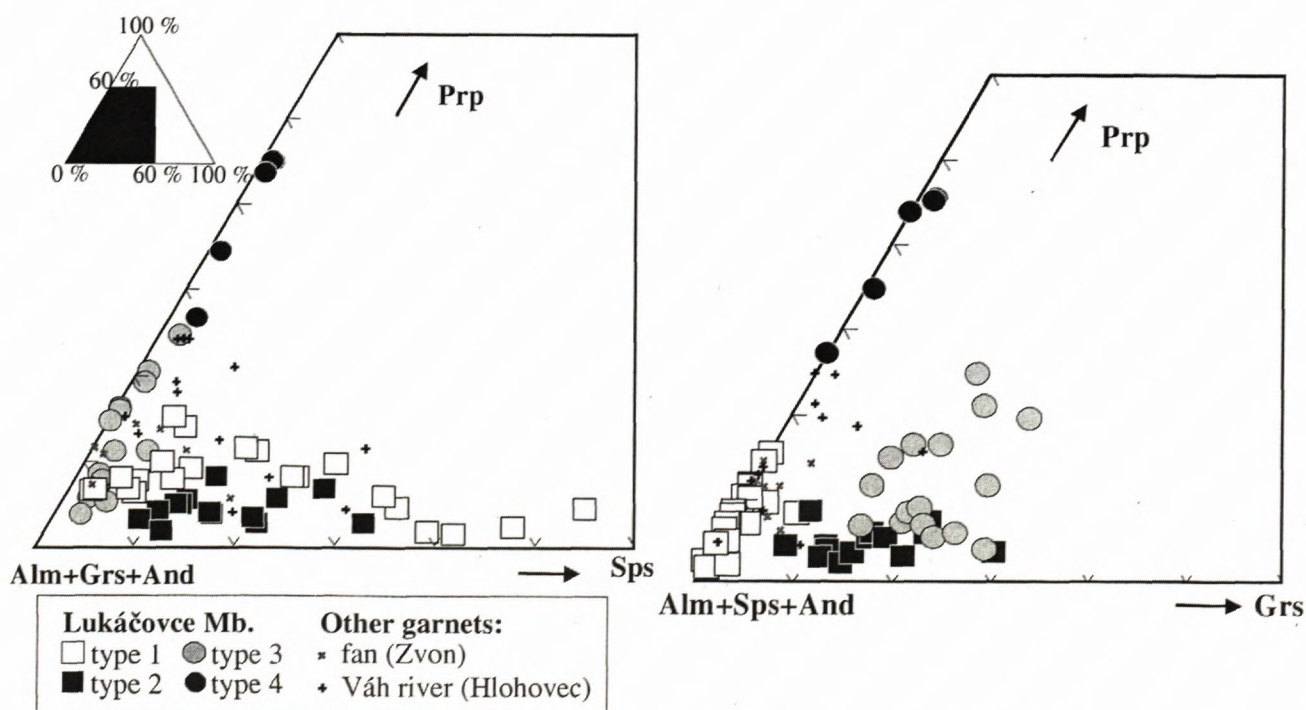 100 %
60 %
0 % 60 % 100 %
Prp
Alm+Grs+And
Sps
Prp
Alm+Sps+And
Grs
Lukáčovce Mb.
type 1
type 3
type 2
type 4
Other garnets:
fan (Zvon)
Váh river (Hlohovec)